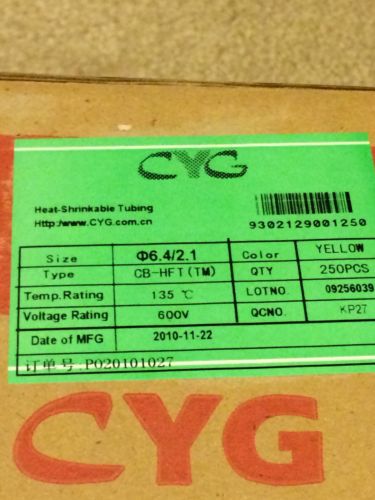 CYG
CYG
Heat-Shrinkable Tubing
Http:/www.CYG.com.cn
9302129001250
Size Φ6.4/2.1 Color YELLOW
Type CB-HFT(TM) QTY 250PCS
Temp.Rating 135 ℃ LOTNO. 09256039
Voltage Rating 600V QCNO. KP27
Date of MFG 2010-11-22
订单号 PO20101027
CYG